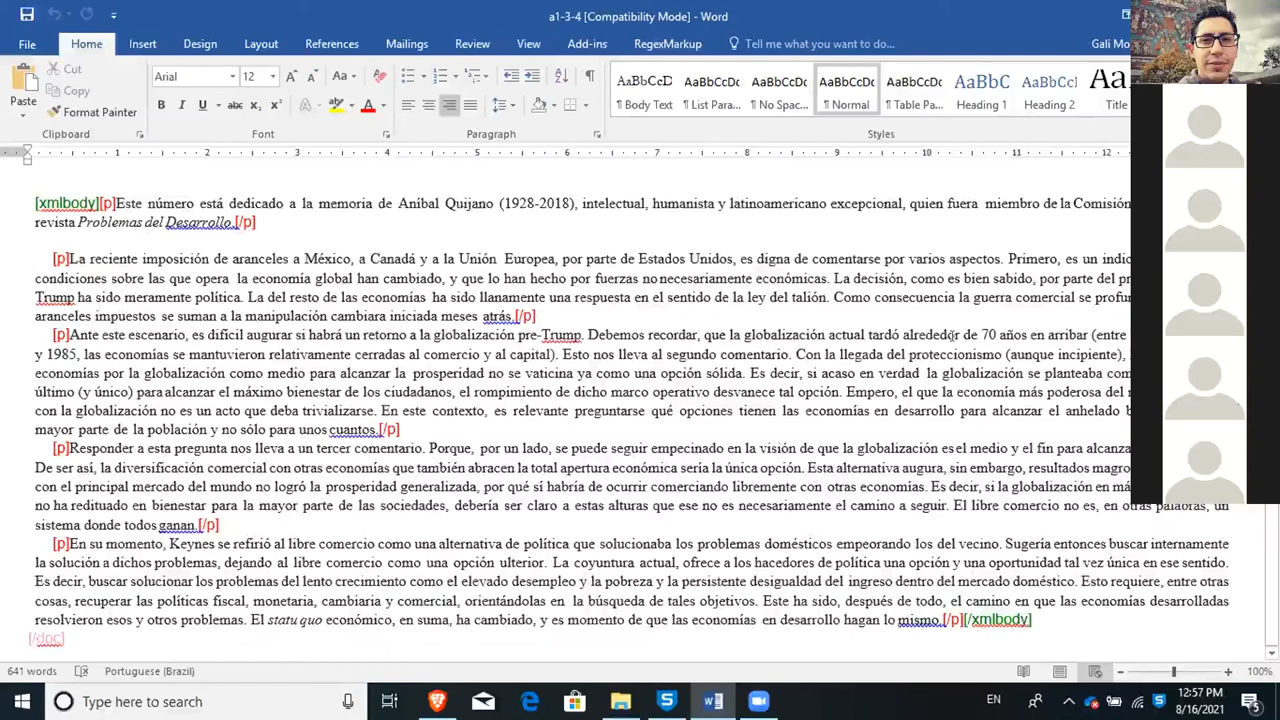 a1-3-4 [Compatibility Mode] - Word
File Home Insert Design Layout References Mailings Review View Add-ins RegexMarkup Tell me what you want to do... Gali Mo
Paste Cut Copy Format Painter
Arial 12
Aa
B I U abc x₂ x² A ab A
AaBbCcD AaBbCcDc AaBbCcDc AaBbCcDc AaBbCcDc AaBbC AaBbCcD Aa
¶ Body Text ¶ List Para... ¶ No Spac... ¶ Normal ¶ Table Pa... Heading 1 Heading 2 Title
Clipboard Font Paragraph Styles
1 2 3 4 5 6 7 8 9 10 11 12
[xmlbody][p]Este número está dedicado a la memoria de Aníbal Quijano (1928-2018), intelectual, humanista y latinoamericano excepcional, quien fuera miembro de la Comisión
revista Problemas del Desarrollo.[/p]
[p]La reciente imposición de aranceles a México, a Canadá y a la Unión Europea, por parte de Estados Unidos, es digna de comentarse por varios aspectos. Primero, es un indic
condiciones sobre las que opera la economía global han cambiado, y que lo han hecho por fuerzas no necesariamente económicas. La decisión, como es bien sabido, por parte del pr
Trump ha sido meramente política. La del resto de las economías ha sido llanamente una respuesta en el sentido de la ley del talión. Como consecuencia la guerra comercial se profun
aranceles impuestos se suman a la manipulación cambiara iniciada meses atrás.[/p]
[p]Ante este escenario, es difícil augurar si habrá un retorno a la globalización pre-Trump. Debemos recordar, que la globalización actual tardó alrededor de 70 años en arribar (entre
y 1985, las economías se mantuvieron relativamente cerradas al comercio y al capital). Esto nos lleva al segundo comentario. Con la llegada del proteccionismo (aunque incipiente),
economías por la globalización como medio para alcanzar la prosperidad no se vaticina ya como una opción sólida. Es decir, si acaso en verdad la globalización se planteaba com
último (y único) para alcanzar el máximo bienestar de los ciudadanos, el rompimiento de dicho marco operativo desvanece tal opción. Empero, el que la economía más poderosa del
con la globalización no es un acto que deba trivializarse. En este contexto, es relevante preguntarse qué opciones tienen las economías en desarrollo para alcanzar el anhelado b
mayor parte de la población y no sólo para unos cuantos.[/p]
[p]Responder a esta pregunta nos lleva a un tercer comentario. Porque, por un lado, se puede seguir empecinado en la visión de que la globalización es el medio y el fin para alcanza
De ser así, la diversificación comercial con otras economías que también abracen la total apertura económica sería la única opción. Esta alternativa augura, sin embargo, resultados magro
con el principal mercado del mundo no logró la prosperidad generalizada, por qué sí habría de ocurrir comerciando libremente con otras economías. Es decir, si la globalización en má
no ha redituado en bienestar para la mayor parte de las sociedades, debería ser claro a estas alturas que ese no es necesariamente el camino a seguir. El libre comercio no es, en otras palabras, un
sistema donde todos ganan.[/p]
[p]En su momento, Keynes se refirió al libre comercio como una alternativa de política que solucionaba los problemas domésticos empeorando los del vecino. Sugería entonces buscar internamente
la solución a dichos problemas, dejando al libre comercio como una opción ulterior. La coyuntura actual, ofrece a los hacedores de política una opción y una oportunidad tal vez única en ese sentido.
Es decir, buscar solucionar los problemas del lento crecimiento como el elevado desempleo y la pobreza y la persistente desigualdad del ingreso dentro del mercado doméstico. Esto requiere, entre otras
cosas, recuperar las políticas fiscal, monetaria, cambiaria y comercial, orientándolas en la búsqueda de tales objetivos. Este ha sido, después de todo, el camino en que las economías desarrolladas
resolvieron esos y otros problemas. El statu quo económico, en suma, ha cambiado, y es momento de que las economías en desarrollo hagan lo mismo.[/p][/xmlbody]
[/doc]
641 words Portuguese (Brazil) 100%
Type here to search EN 12:57 PM
8/16/2021 5